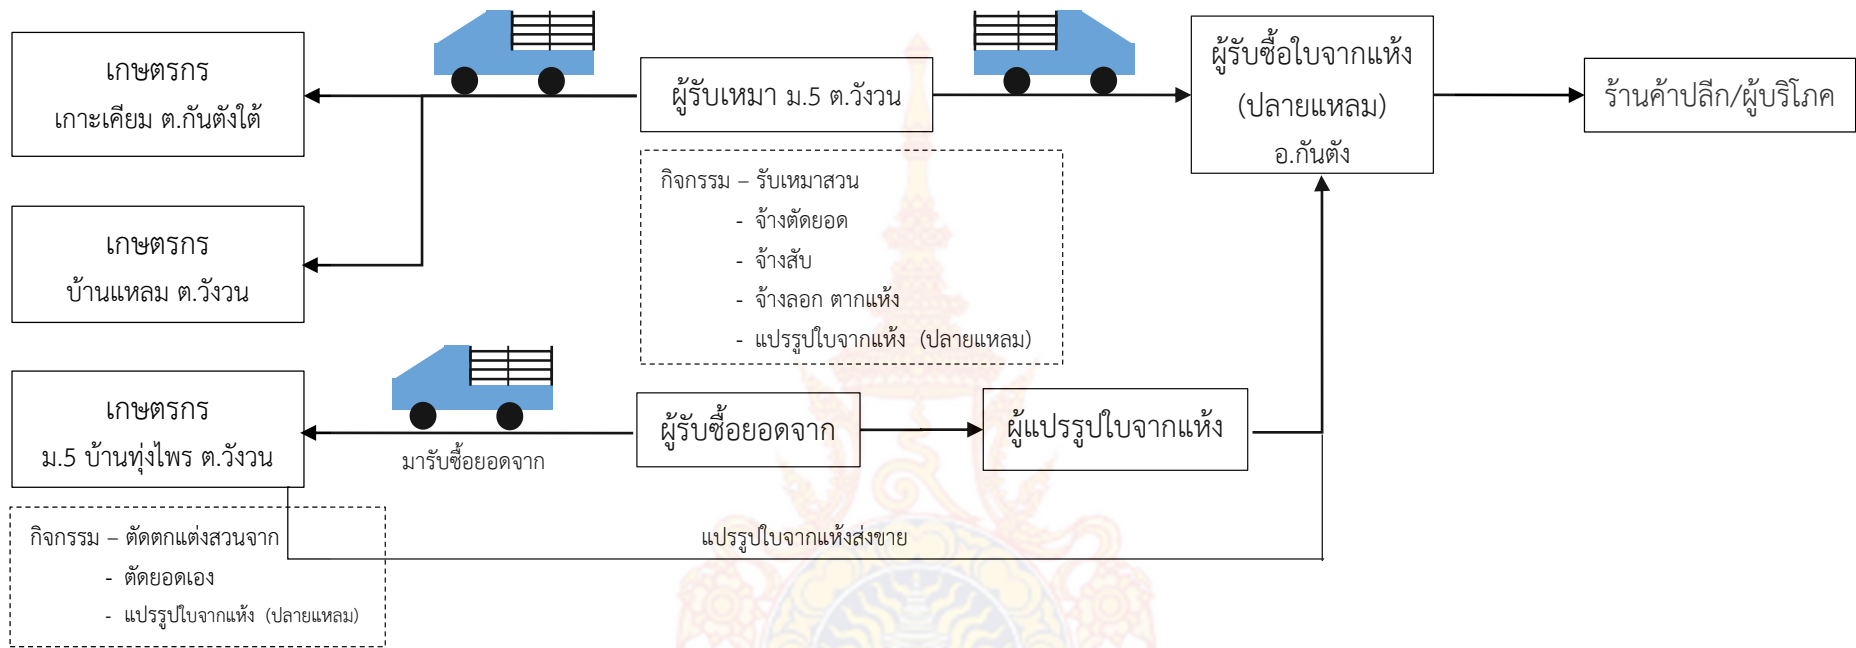 เกษตรกร
เกาะเคียม ต.กันตังใต้
ผู้รับเหมา ม.5 ต.วังวน
ผู้รับซื้อใบจากแห้ง
(ปลายแหลม)
อ.กันตัง
ร้านค้าปลีก/ผู้บริโภค
กิจกรรม – รับเหมาสวน
- จ้างตัดยอด
- จ้างสับ
- จ้างลอก ตากแห้ง
- แปรรูปใบจากแห้ง (ปลายแหลม)
เกษตรกร
บ้านแหลม ต.วังวน
เกษตรกร
ม.5 บ้านทุ่งไพร ต.วังวน
มารับซื้อยอดจาก
ผู้รับซื้อยอดจาก
ผู้แปรรูปใบจากแห้ง
แปรรูปใบจากแห้งส่งขาย
กิจกรรม – ตัดตกแต่งสวนจาก
- ตัดยอดเอง
- แปรรูปใบจากแห้ง (ปลายแหลม)